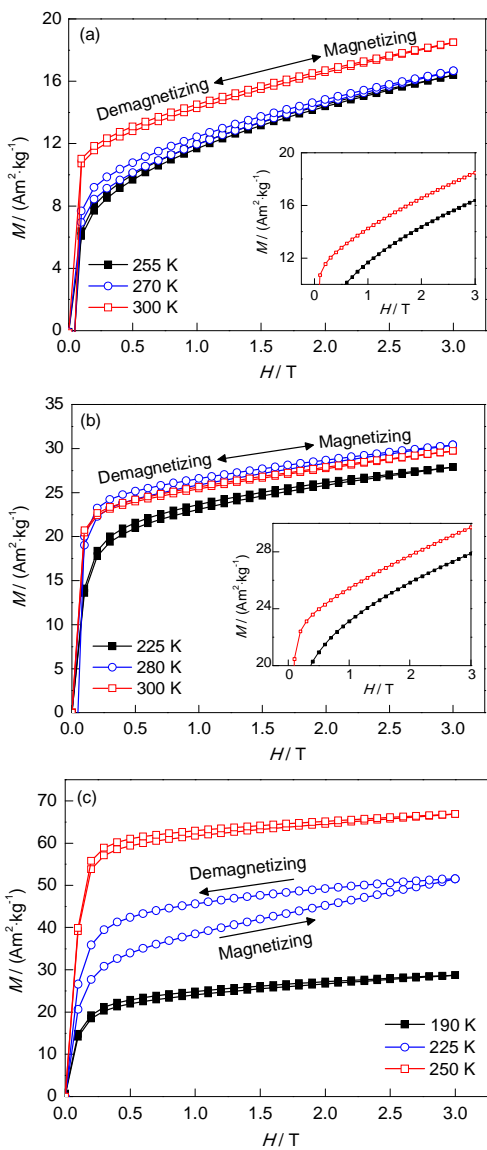 (a)
Magnetizing
Demagnetizing
M / (Am²·kg⁻¹)
20
16
12
8
4
0
255 K
270 K
300 K
M / (Am²·kg⁻¹)
20
16
12
0 1 2 3
H / T
0.0 0.5 1.0 1.5 2.0 2.5 3.0
H / T
(b)
Magnetizing
Demagnetizing
M / (Am²·kg⁻¹)
35
30
25
20
15
10
5
0
225 K
280 K
300 K
M / (Am²·kg⁻¹)
28
24
20
0 1 2 3
H / T
0.0 0.5 1.0 1.5 2.0 2.5 3.0
H / T
(c)
Demagnetizing
Magnetizing
M / (Am²·kg⁻¹)
70
60
50
40
30
20
10
0
190 K
225 K
250 K
0.0 0.5 1.0 1.5 2.0 2.5 3.0
H / T